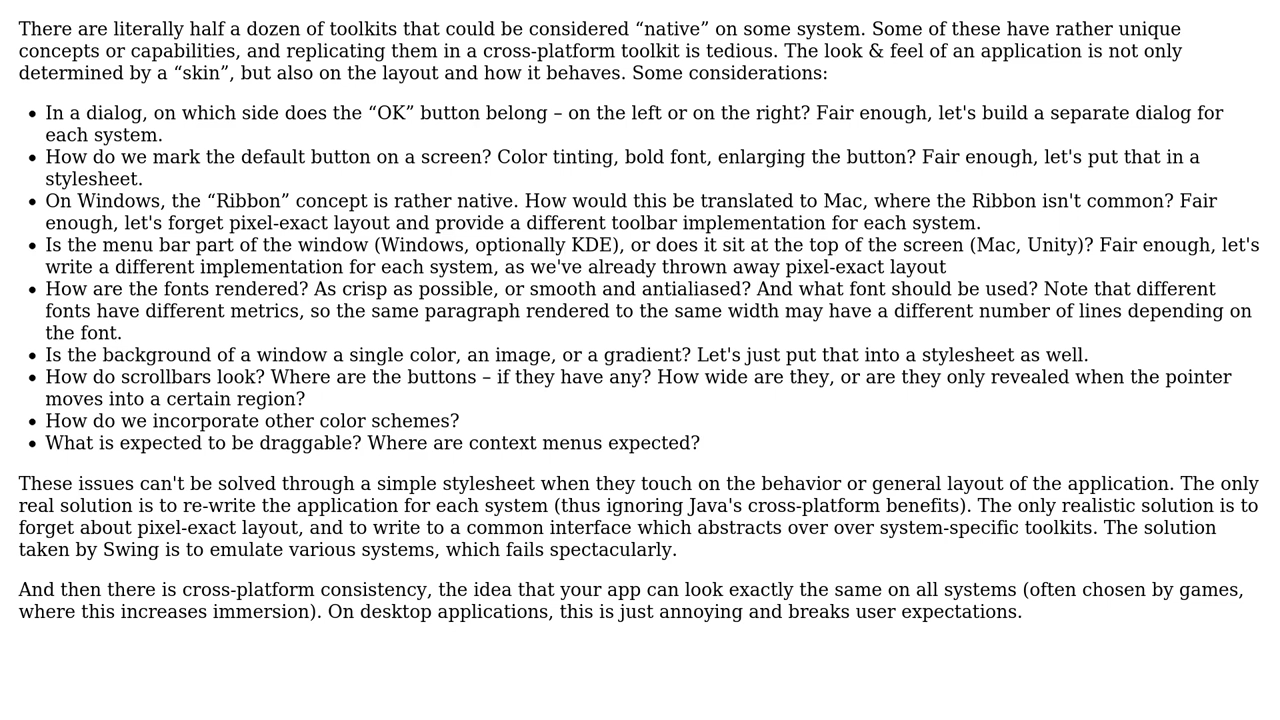 There are literally half a dozen of toolkits that could be considered “native” on some system. Some of these have rather unique
concepts or capabilities, and replicating them in a cross-platform toolkit is tedious. The look & feel of an application is not only
determined by a “skin”, but also on the layout and how it behaves. Some considerations:
• In a dialog, on which side does the “OK” button belong – on the left or on the right? Fair enough, let's build a separate dialog for
each system.
• How do we mark the default button on a screen? Color tinting, bold font, enlarging the button? Fair enough, let's put that in a
stylesheet.
• On Windows, the “Ribbon” concept is rather native. How would this be translated to Mac, where the Ribbon isn't common? Fair
enough, let's forget pixel-exact layout and provide a different toolbar implementation for each system.
• Is the menu bar part of the window (Windows, optionally KDE), or does it sit at the top of the screen (Mac, Unity)? Fair enough, let's
write a different implementation for each system, as we've already thrown away pixel-exact layout
• How are the fonts rendered? As crisp as possible, or smooth and antialiased? And what font should be used? Note that different
fonts have different metrics, so the same paragraph rendered to the same width may have a different number of lines depending on
the font.
• Is the background of a window a single color, an image, or a gradient? Let's just put that into a stylesheet as well.
• How do scrollbars look? Where are the buttons – if they have any? How wide are they, or are they only revealed when the pointer
moves into a certain region?
• How do we incorporate other color schemes?
• What is expected to be draggable? Where are context menus expected?
These issues can't be solved through a simple stylesheet when they touch on the behavior or general layout of the application. The only
real solution is to re-write the application for each system (thus ignoring Java's cross-platform benefits). The only realistic solution is to
forget about pixel-exact layout, and to write to a common interface which abstracts over over system-specific toolkits. The solution
taken by Swing is to emulate various systems, which fails spectacularly.
And then there is cross-platform consistency, the idea that your app can look exactly the same on all systems (often chosen by games,
where this increases immersion). On desktop applications, this is just annoying and breaks user expectations.